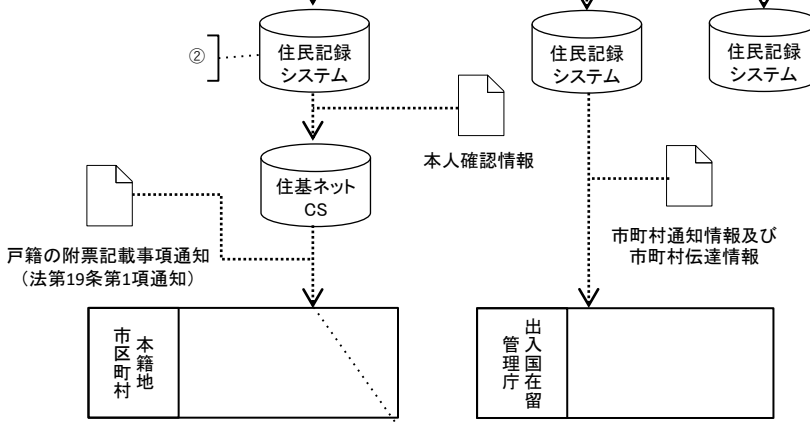 ②
住民記録
システム
住民記録
システム
住民記録
システム
本人確認情報
住基ネット
CS
戸籍の附票記載事項通知
（法第19条第1項通知）
市町村通知情報及び
市町村伝達情報
本籍地
市区町村
出入国在留
管理庁